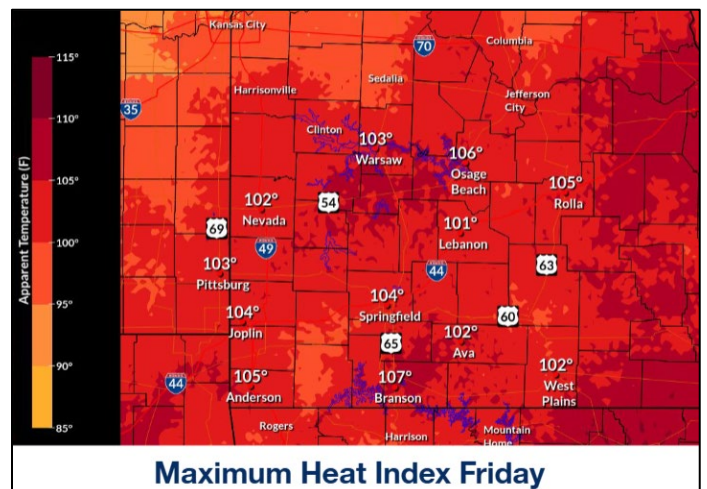 Kansas City
70
Columbia
115°
Sedalia
Harrisonville
Jefferson
City
35
110°
Clinton
103°
Warsaw
106°
Osage
Beach
105°
105°
Rolla
102°
Nevada
54
69
101°
Lebanon
100°
49
63
103°
Pittsburg
44
95°
104°
Springfield
104°
Joplin
60
65
102°
Ava
90°
102°
West
Plains
44
105°
Anderson
107°
Branson
85°
Rogers
Harrison
Mountain
Home
Apparent Temperature (F)
Maximum Heat Index Friday